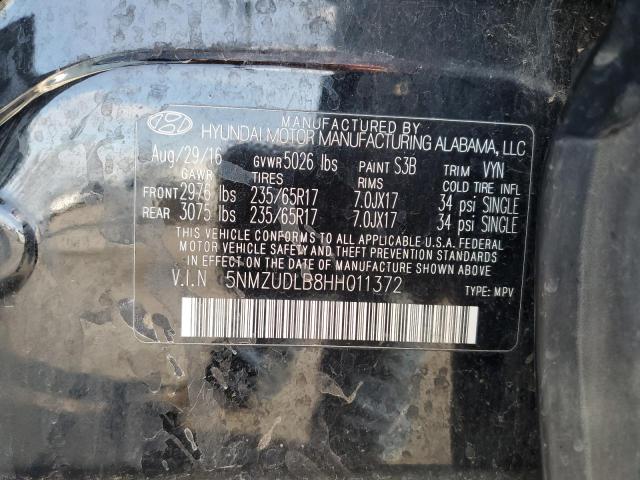 MANUFACTURED BY
HYUNDAI MOTOR MANUFACTURING ALABAMA, LLC
Aug/29/16 GVWR 5026 lbs PAINT S3B TRIM VYN
GAWR TIRES RIMS COLD TIRE INFL
FRONT 2976 lbs 235/65R17 7.0JX17 34 psi SINGLE
REAR 3075 lbs 235/65R17 7.0JX17 34 psi SINGLE
THIS VEHICLE CONFORMS TO ALL APPLICABLE U.S.A. FEDERAL
MOTOR VEHICLE SAFETY AND THEFT PREVENTION STANDARDS
IN EFFECT ON THE DATE OF MANUFACTURE SHOWN ABOVE.
V.I.N 5NMZUDLB8HH011372
TYPE: MPV